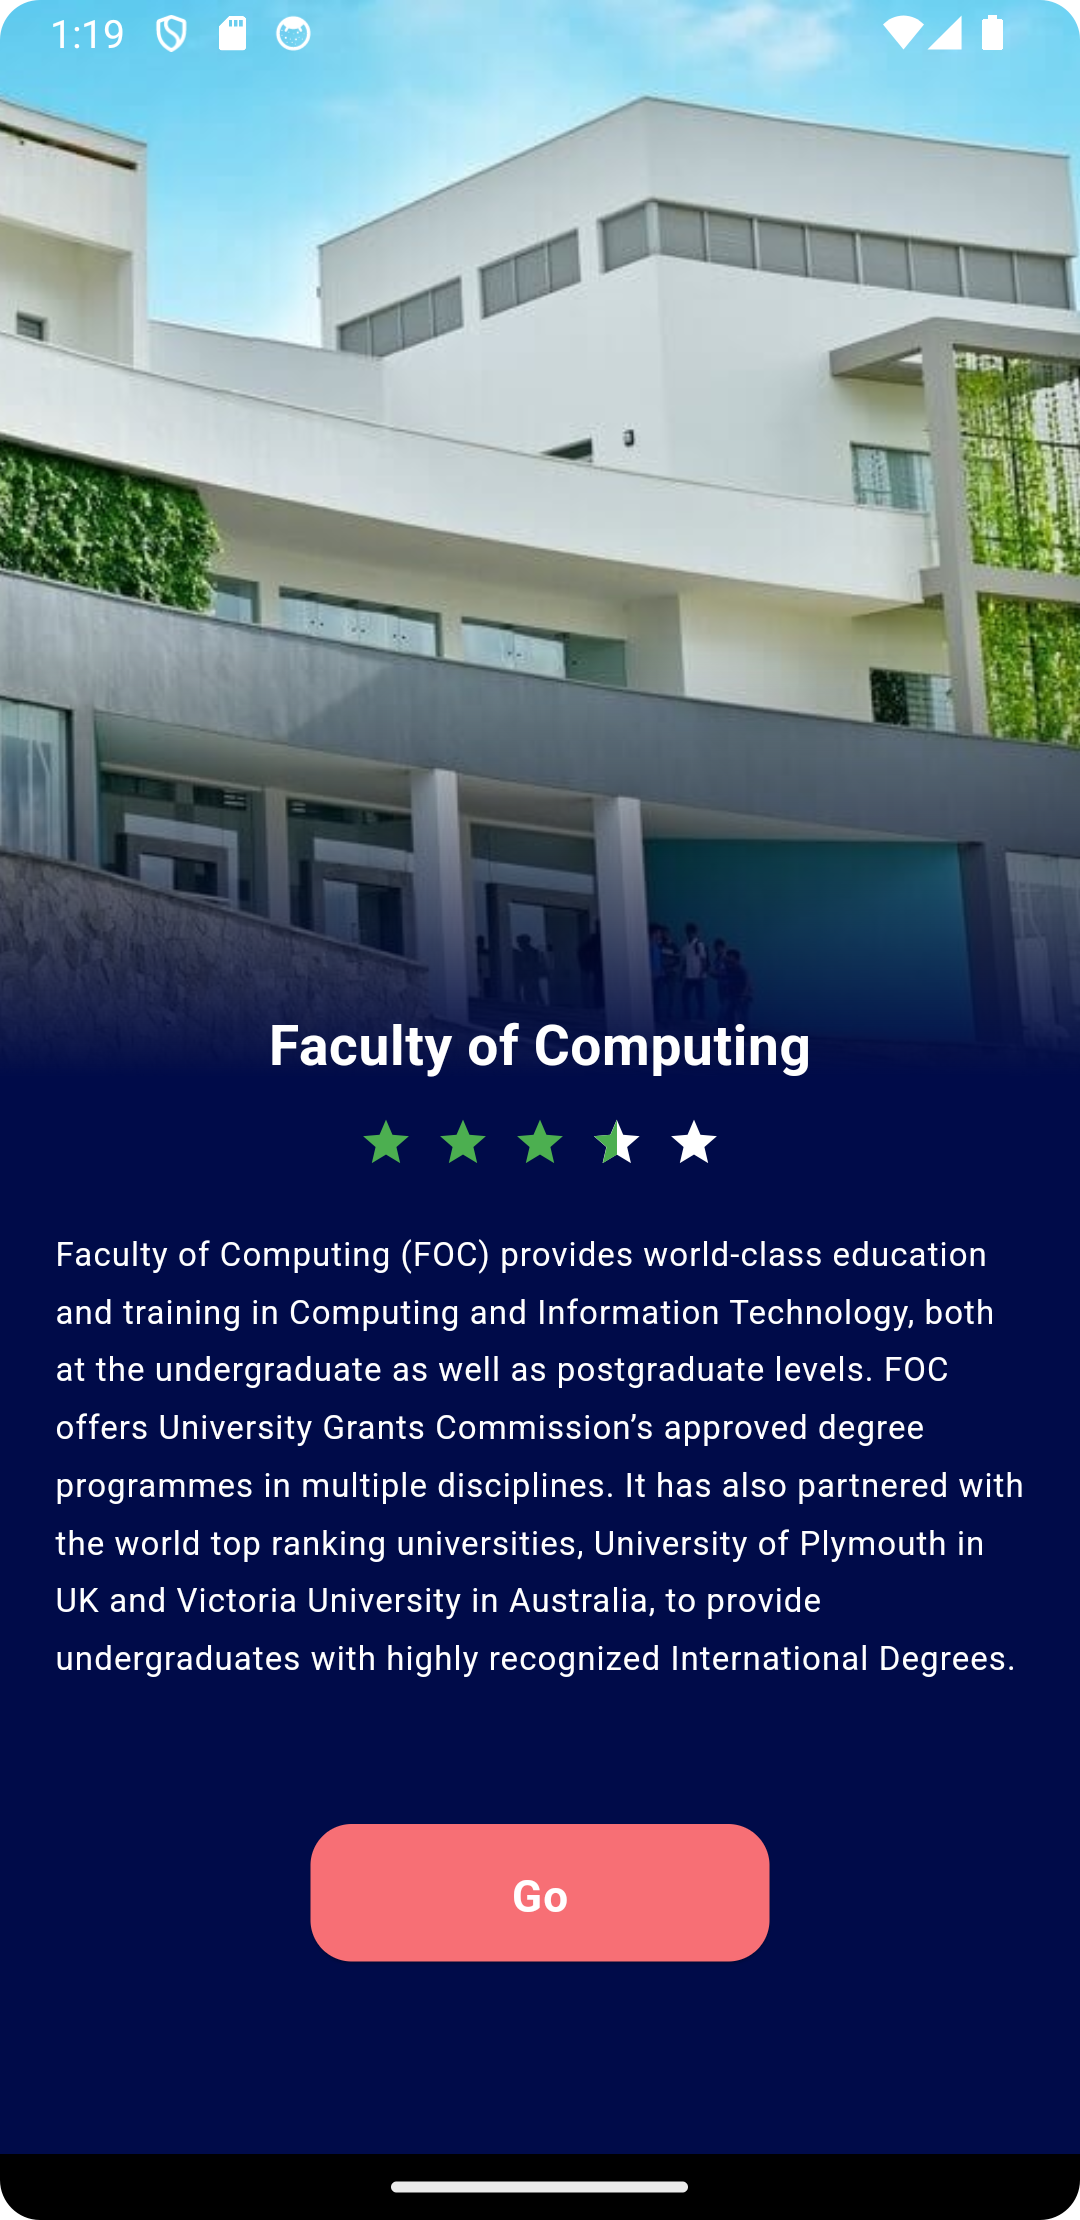 1:19
Faculty of Computing
Faculty of Computing (FOC) provides world-class education
and training in Computing and Information Technology, both
at the undergraduate as well as postgraduate levels. FOC
offers University Grants Commission’s approved degree
programmes in multiple disciplines. It has also partnered with
the world top ranking universities, University of Plymouth in
UK and Victoria University in Australia, to provide
undergraduates with highly recognized International Degrees.
Go